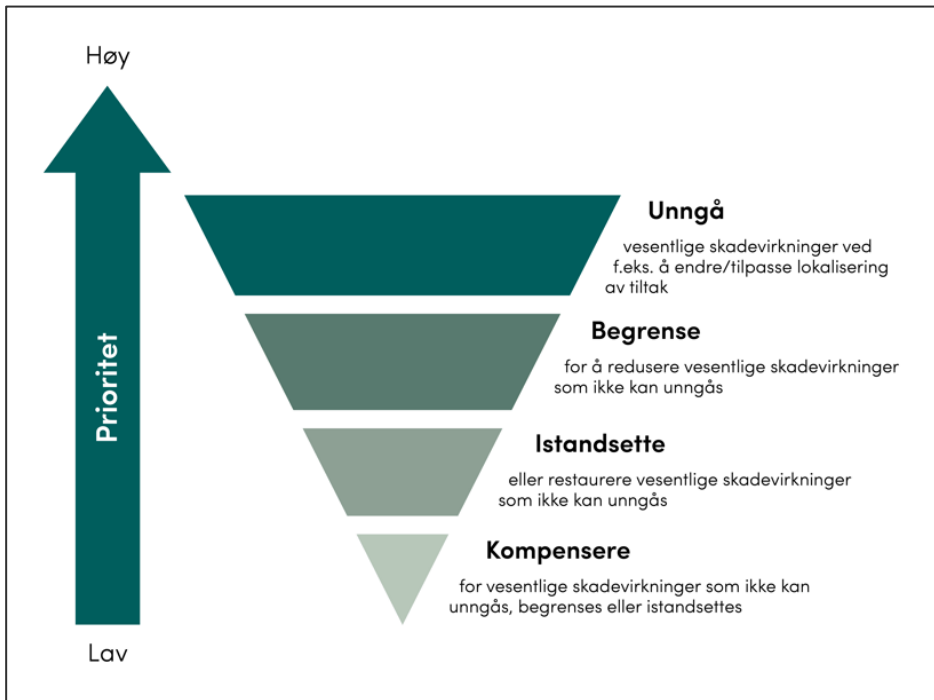 Høy
Prioritet
Lav
Unngå
vesentlige skadevirkninger ved
f.eks. å endre/tilpasse lokalisering
av tiltak
Begrense
for å redusere vesentlige skadevirkninger
som ikke kan unngås
Istandsette
eller restaurere vesentlige skadevirkninger
som ikke kan unngås
Kompensere
for vesentlige skadevirkninger som ikke kan
unngås, begrenses eller istandsettes